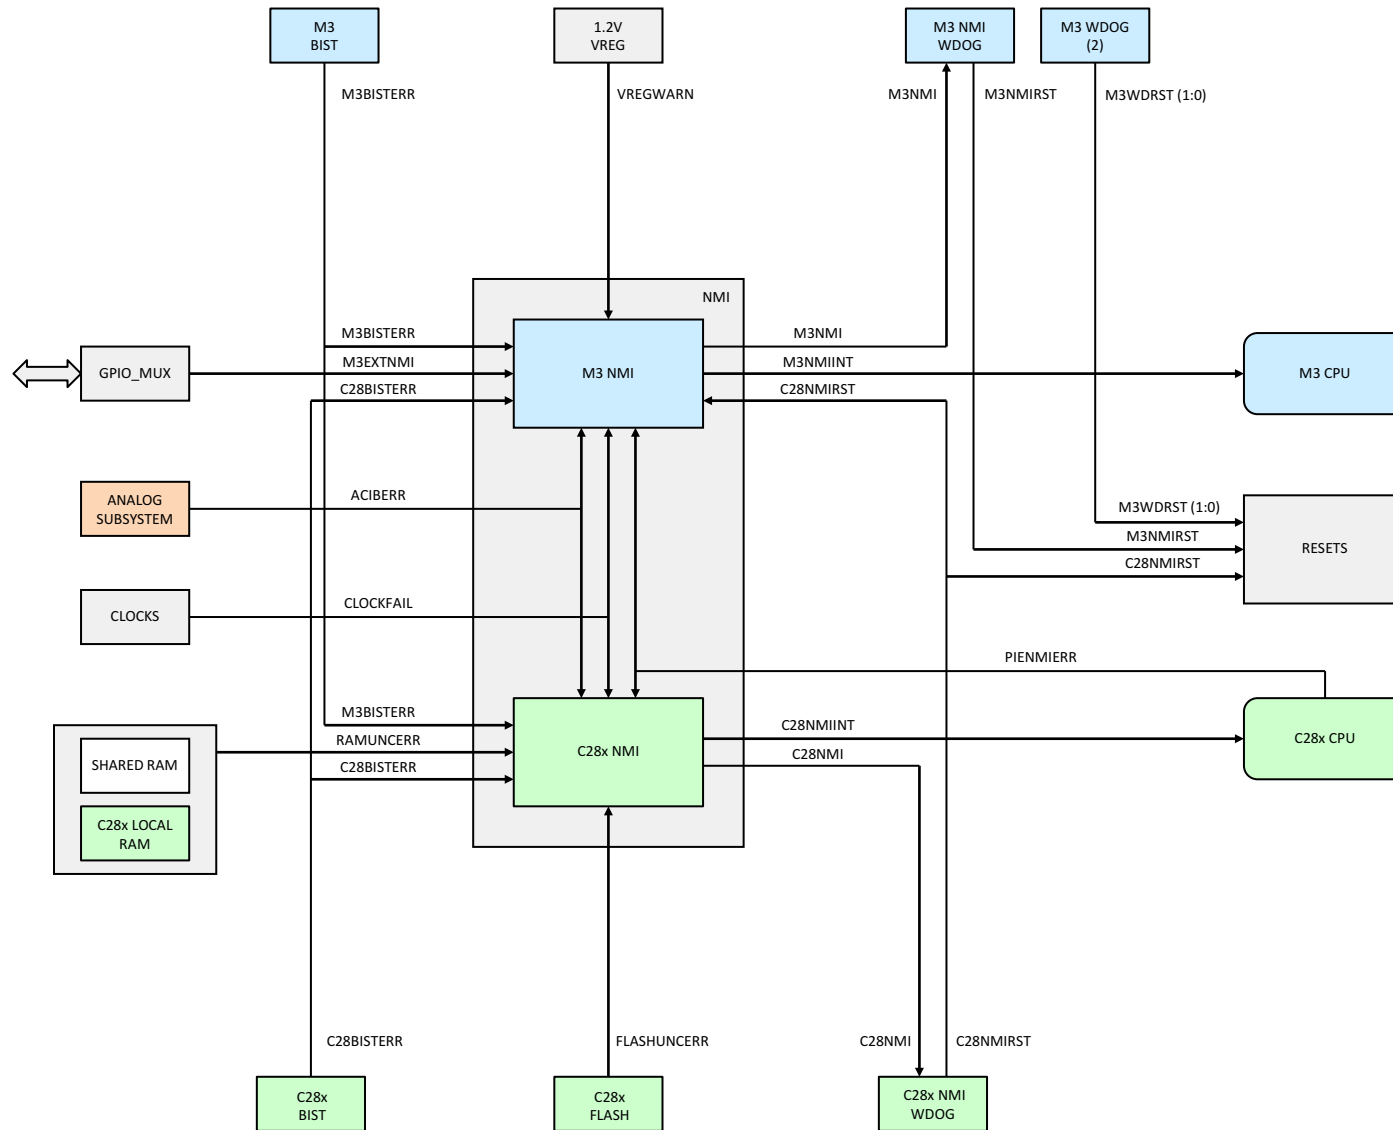 M3
BIST
1.2V
VREG
M3 NMI
WDOG
M3 WDOG
(2)
M3BISTERR
VREGWARN
M3NMI
M3NMIRST
M3WDRST (1:0)
NMI
M3BISTERR
M3NMI
GPIO_MUX
M3EXTNMI
M3 NMI
M3NMIINT
M3 CPU
C28BISTERR
C28NMIRST
ANALOG
SUBSYSTEM
ACIBERR
M3WDRST (1:0)
M3NMIRST
RESETS
C28NMIRST
CLOCKS
CLOCKFAIL
PIENMIERR
M3BISTERR
C28NMIINT
RAMUNCERR
C28x NMI
C28NMI
C28x CPU
SHARED RAM
C28BISTERR
C28x LOCAL
RAM
C28BISTERR
FLASHUNCERR
C28NMI
C28NMIRST
C28x
BIST
C28x
FLASH
C28x NMI
WDOG